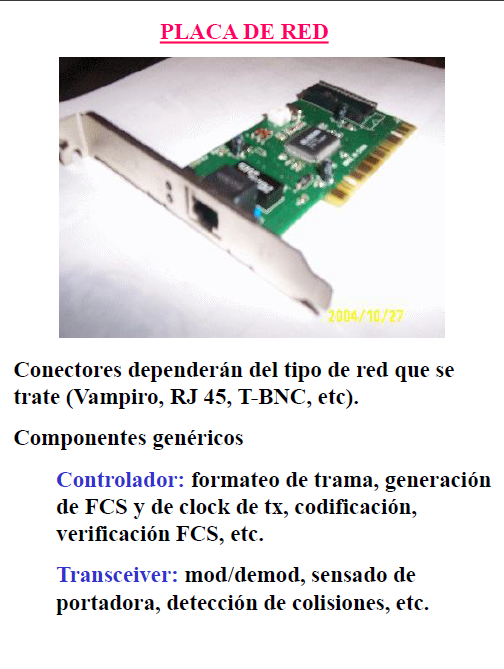 PLACA DE RED
2004/10/27
Conectores dependerán del tipo de red que se
trate (Vampiro, RJ 45, T-BNC, etc).
Componentes genéricos
Controlador: formateo de trama, generación
de FCS y de clock de tx, codificación,
verificación FCS, etc.
Transceiver: mod/demod, sensado de
portadora, detección de colisiones, etc.